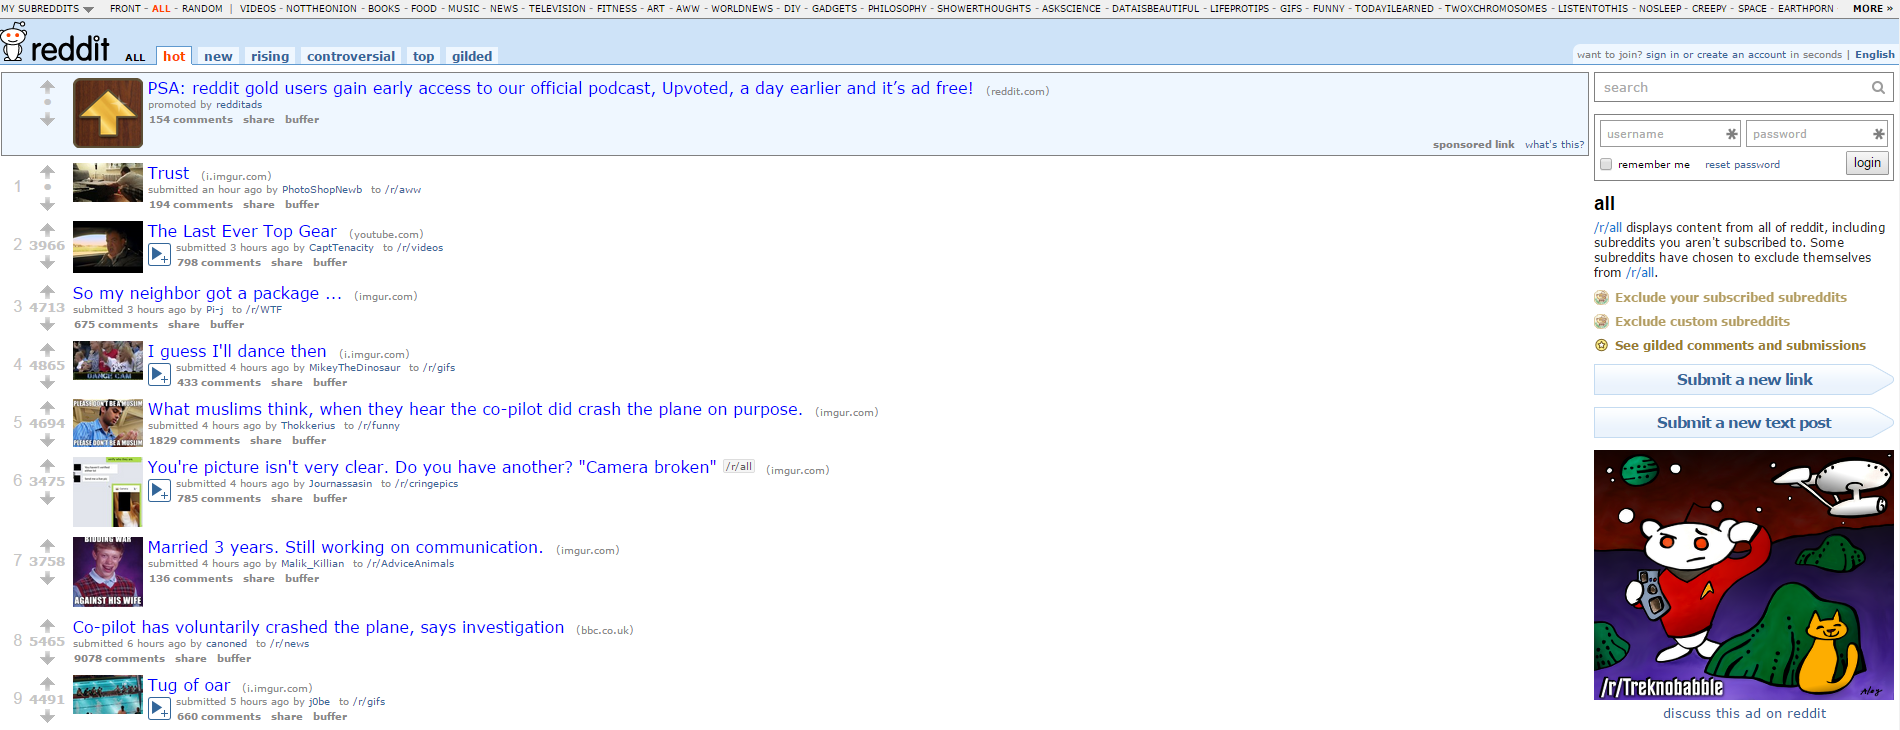 MY SUBREDDITS FRONT - ALL - RANDOM | VIDEOS - NOTTHEONION - BOOKS - FOOD - MUSIC - NEWS - TELEVISION - FITNESS - ART - AWW - WORLDNEWS - DIY - GADGETS - PHILOSOPHY - SHOWERTHOUGHTS - ASKSCIENCE - DATAISBEAUTIFUL - LIFEPROTIPS - GIFS - FUNNY - TODAYILEARNED - TWOXCHROMOSOMES - LISTENTOTHIS - NOSLEEP - CREEPY - SPACE - EARTHPORN MORE »
reddit ALL hot new rising controversial top gilded
want to join? sign in or create an account in seconds | English
PSA: reddit gold users gain early access to our official podcast, Upvoted, a day earlier and it’s ad free! (reddit.com)
promoted by redditads
154 comments share buffer
sponsored link what's this?
1
Trust (i.imgur.com)
submitted an hour ago by PhotoShopNewb to /r/aww
194 comments share buffer
2 3966
The Last Ever Top Gear (youtube.com)
submitted 3 hours ago by CaptTenacity to /r/videos
798 comments share buffer
3 4713
So my neighbor got a package ... (imgur.com)
submitted 3 hours ago by Pi-j to /r/WTF
675 comments share buffer
4 4865
DANCE CAM
I guess I'll dance then (i.imgur.com)
submitted 4 hours ago by MikeyTheDinosaur to /r/gifs
433 comments share buffer
5 4694
PLEASE DON'T BE A MUSLIM
PLEASE DON'T BE A MUSLIM
What muslims think, when they hear the co-pilot did crash the plane on purpose. (imgur.com)
submitted 4 hours ago by Thokkerius to /r/funny
1829 comments share buffer
6 3475
You're picture isn't very clear. Do you have another? "Camera broken" /r/all (imgur.com)
submitted 4 hours ago by Journassasin to /r/cringepics
785 comments share buffer
7 3758
BIDDING WAR
AGAINST HIS WIFE
Married 3 years. Still working on communication. (imgur.com)
submitted 4 hours ago by Malik_Killian to /r/AdviceAnimals
136 comments share buffer
8 5465
Co-pilot has voluntarily crashed the plane, says investigation (bbc.co.uk)
submitted 6 hours ago by canoned to /r/news
9078 comments share buffer
9 4491
Tug of oar (i.imgur.com)
submitted 5 hours ago by j0be to /r/gifs
660 comments share buffer
search
username password
remember me reset password login
all
/r/all displays content from all of reddit, including
subreddits you aren't subscribed to. Some
subreddits have chosen to exclude themselves
from /r/all.
Exclude your subscribed subreddits
Exclude custom subreddits
See gilded comments and submissions
Submit a new link
Submit a new text post
/r/Treknobabble
discuss this ad on reddit